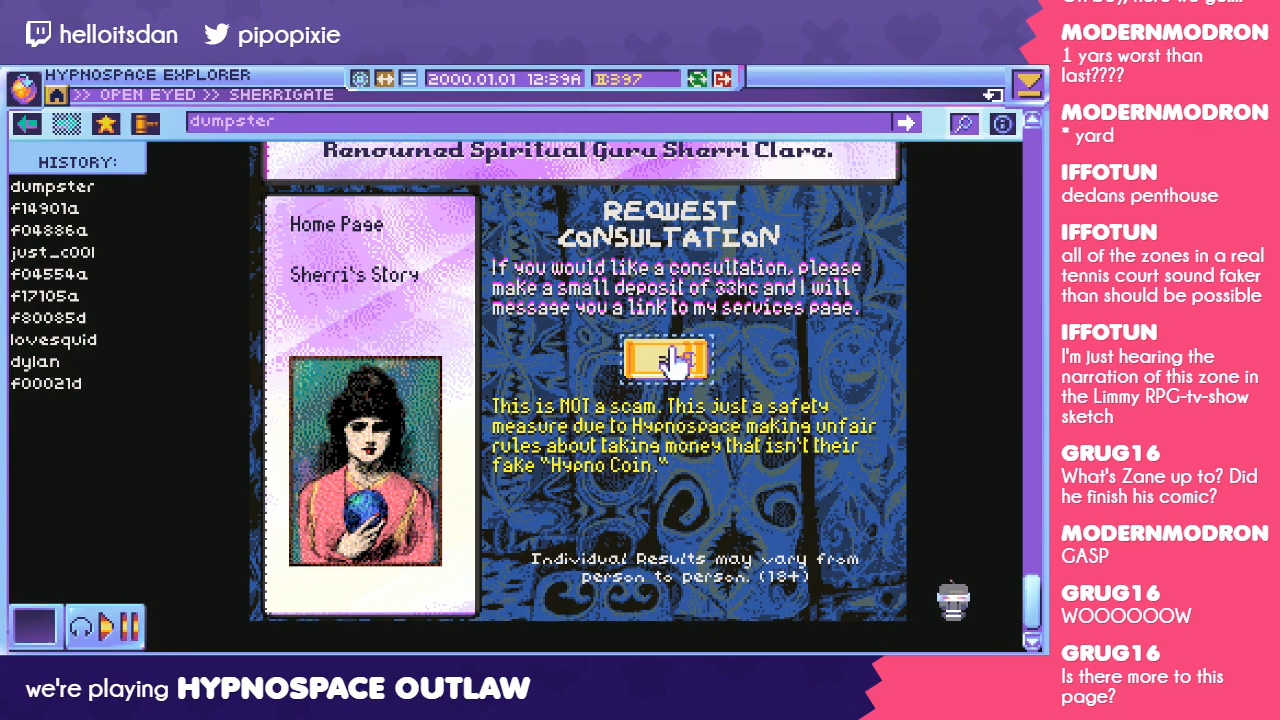 helloitsdan
pipopixie
HYPNOSPACE EXPLORER
2000.01.01 12:39A
397
>> OPEN EYED >> SHERRIGATE
dumpster
HISTORY:
dumpster
f14901a
f04886a
just_c00l
f04554a
f17105a
f80085d
lovesquid
dylan
f00021d
Renowned Spiritual Guru Sherri Clare.
Home Page
Sherri's Story
REQUEST
CONSULTATION
If you would like a consultation, please
make a small deposit of 33hc and I will
message you a link to my services page.
This is NOT a scam. This just a safety
measure due to Hypnospace making unfair
rules about taking money that isn't their
fake "Hypno Coin."
Individual Results may vary from
person to person. (18+)
we're playing HYPNOSPACE OUTLAW
MODERNMODRON
1 yars worst than
last????
MODERNMODRON
* yard
IFFOTUN
dedans penthouse
IFFOTUN
all of the zones in a real
tennis court sound faker
than should be possible
IFFOTUN
I'm just hearing the
narration of this zone in
the Limmy RPG-tv-show
sketch
GRUG16
What's Zane up to? Did
he finish his comic?
MODERNMODRON
GASP
GRUG16
WOOOOOOW
GRUG16
Is there more to this
page?